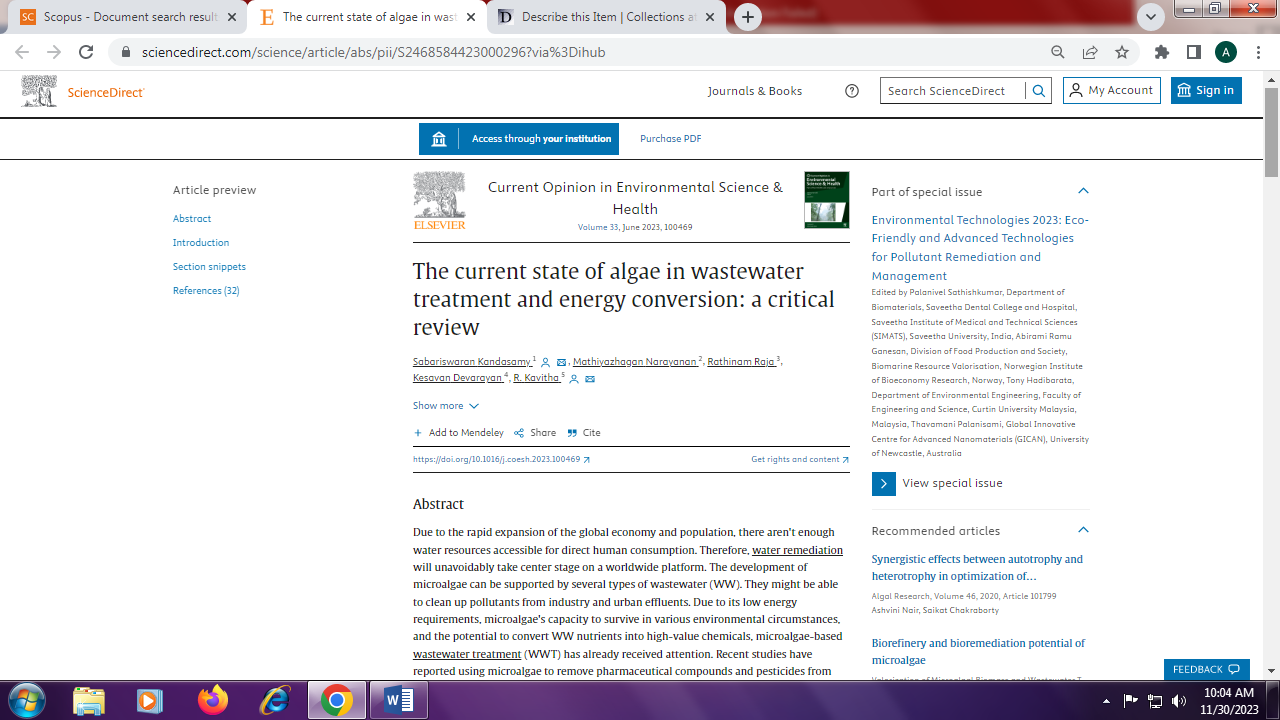 Scopus - Document search result
The current state of algae in wast
Describe this Item | Collections a
sciencedirect.com/science/article/abs/pii/S2468584423000296?via%3Dihub
A
ScienceDirect
Journals & Books
Search ScienceDirect
My Account
Sign in
Access through your institution
Purchase PDF
Article preview
Abstract
Introduction
Section snippets
References (32)
ELSEVIER
Current Opinion in Environmental Science &
Health
Volume 33, June 2023, 100469
The current state of algae in wastewater
treatment and energy conversion: a critical
review
Sabariswaran Kandasamy 1, Mathiyazhagan Narayanan 2, Rathinam Raja 3,
Kesavan Devarayan 4, R. Kavitha 5
Show more
+ Add to Mendeley Share Cite
https://doi.org/10.1016/j.coesh.2023.100469
Get rights and content
Abstract
Due to the rapid expansion of the global economy and population, there aren't enough
water resources accessible for direct human consumption. Therefore, water remediation
will unavoidably take center stage on a worldwide platform. The development of
microalgae can be supported by several types of wastewater (WW). They might be able
to clean up pollutants from industry and urban effluents. Due to its low energy
requirements, microalgae's capacity to survive in various environmental circumstances,
and the potential to convert WW nutrients into high-value chemicals, microalgae-based
wastewater treatment (WWT) has already received attention. Recent studies have
reported using microalgae to remove pharmaceutical compounds and pesticides from
Part of special issue
Environmental Technologies 2023: Eco-
Friendly and Advanced Technologies
for Pollutant Remediation and
Management
Edited by Palanivel Sathishkumar, Department of
Biomaterials, Saveetha Dental College and Hospital,
Saveetha Institute of Medical and Technical Sciences
(SIMATS), Saveetha University, India, Abirami Ramu
Ganesan, Division of Food Production and Society,
Biomarine Resource Valorisation, Norwegian Institute
of Bioeconomy Research, Norway, Tony Hadibarata,
Department of Environmental Engineering, Faculty of
Engineering and Science, Curtin University Malaysia,
Malaysia, Thavamani Palanisami, Global Innovative
Centre for Advanced Nanomaterials (GICAN), University
of Newcastle, Australia
View special issue
Recommended articles
Synergistic effects between autotrophy and
heterotrophy in optimization of…
Algal Research, Volume 46, 2020, Article 101799
Ashvini Nair, Saikat Chakraborty
Biorefinery and bioremediation potential of
microalgae
FEEDBACK
10:04 AM
11/30/2023